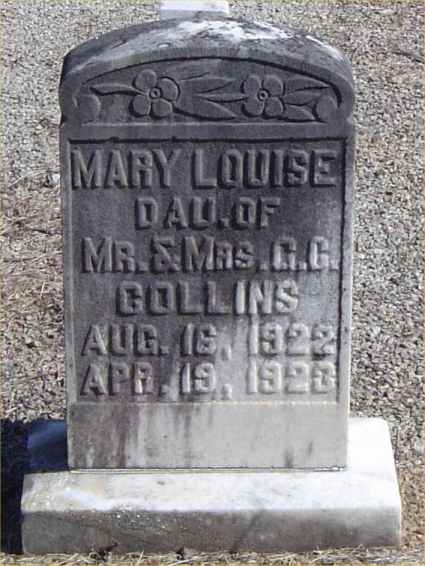 MARY LOUISE
DAU. OF
MR. & MRS. G. C.
COLLINS
AUG. 16, 1922
APR. 19, 1923